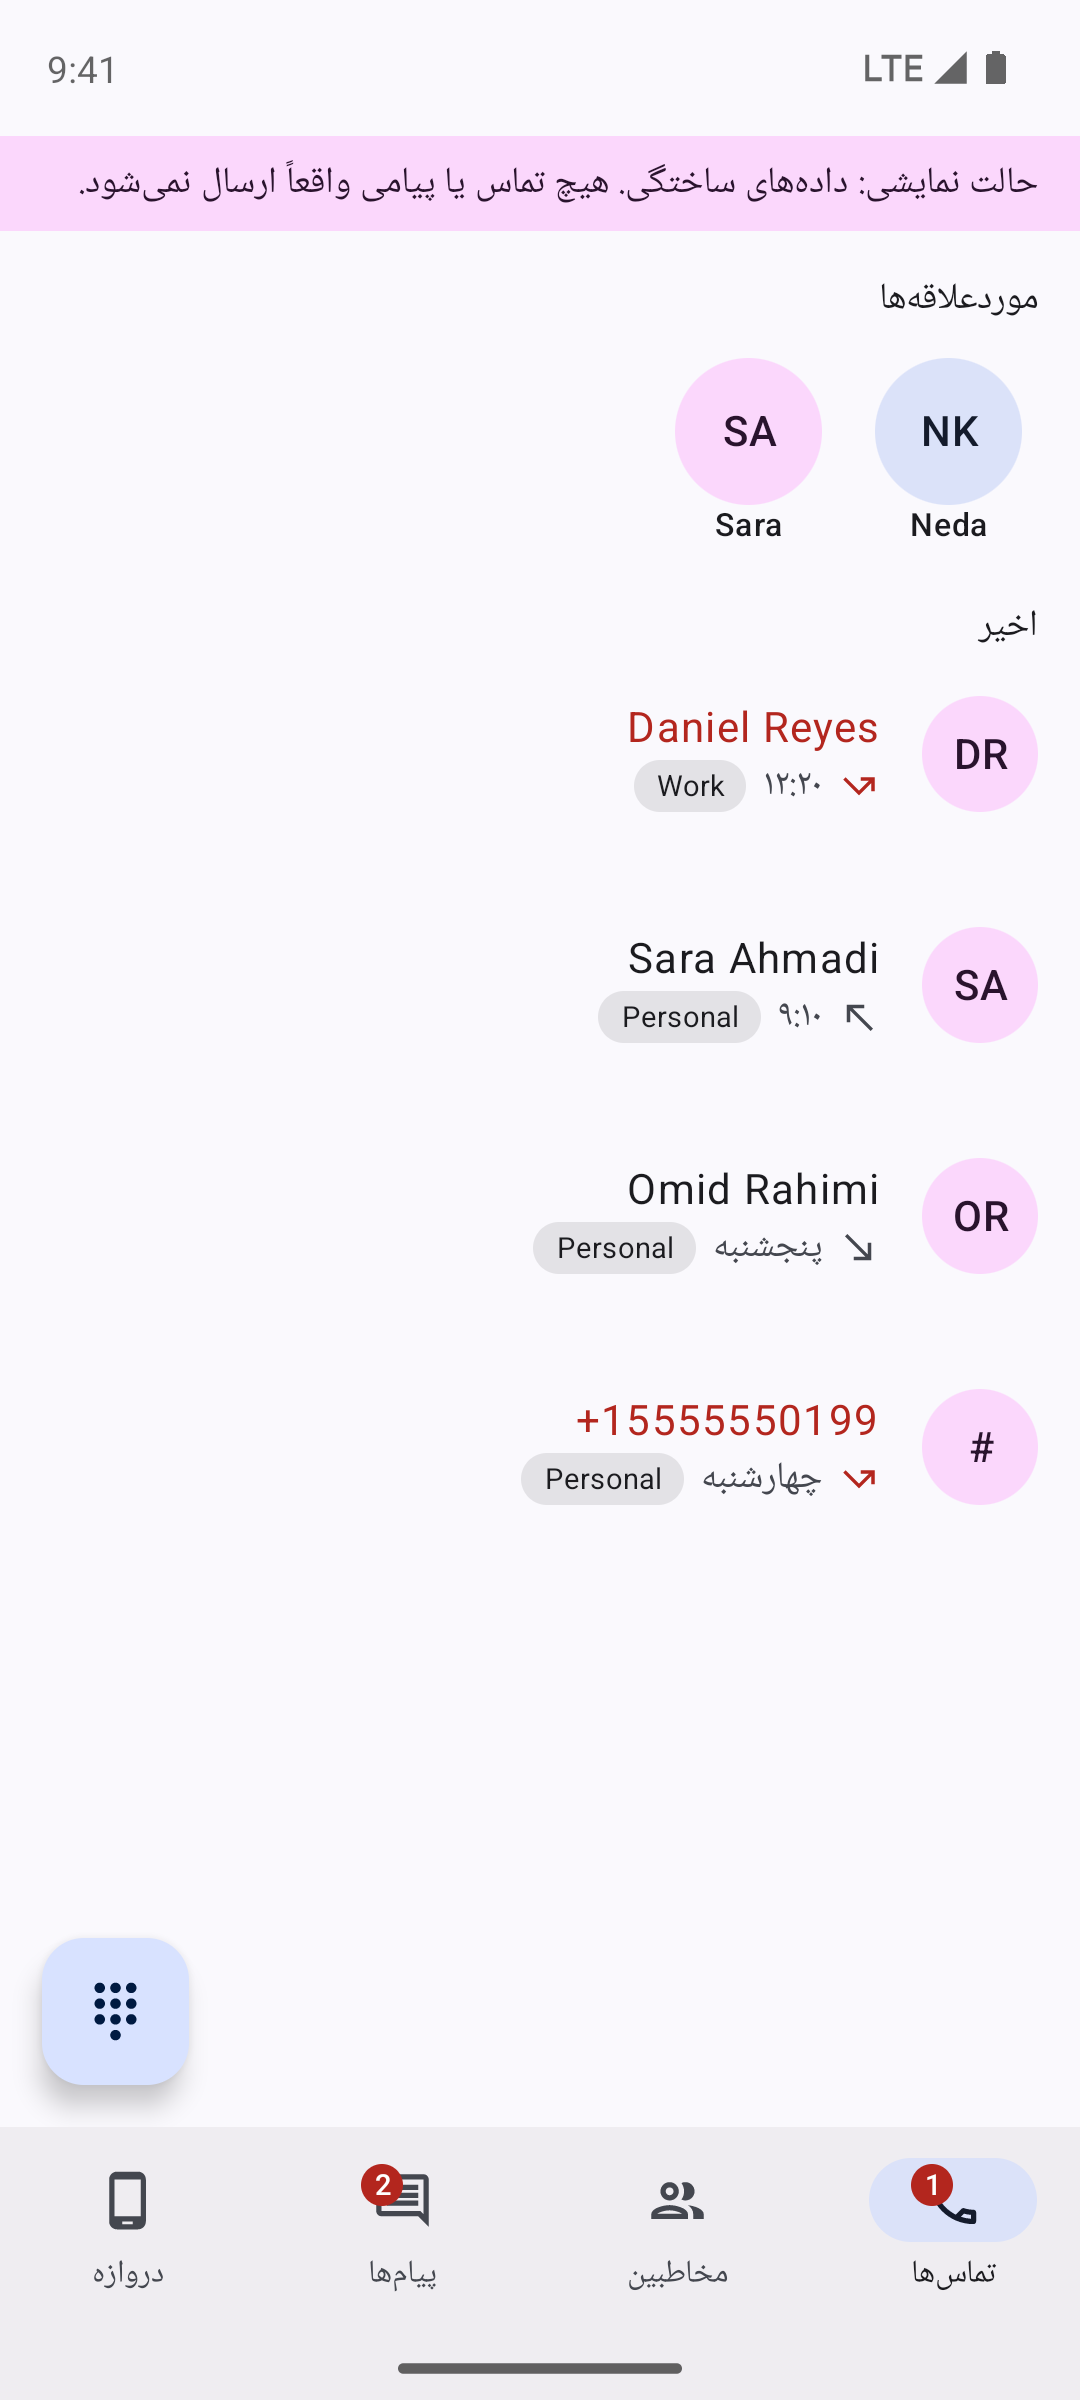 9:41
LTE
حالت نمایشی: داده‌های ساختگی. هیچ تماس یا پیامی واقعاً ارسال نمی‌شود.
موردعلاقه‌ها
NK
SA
Neda
Sara
اخیر
DR
Daniel Reyes
۱۲:۲۰
Work
SA
Sara Ahmadi
۹:۱۰
Personal
OR
Omid Rahimi
پنجشنبه
Personal
#
+15555550199
چهارشنبه
Personal
1
2
تماس‌ها
مخاطبین
پیام‌ها
دروازه